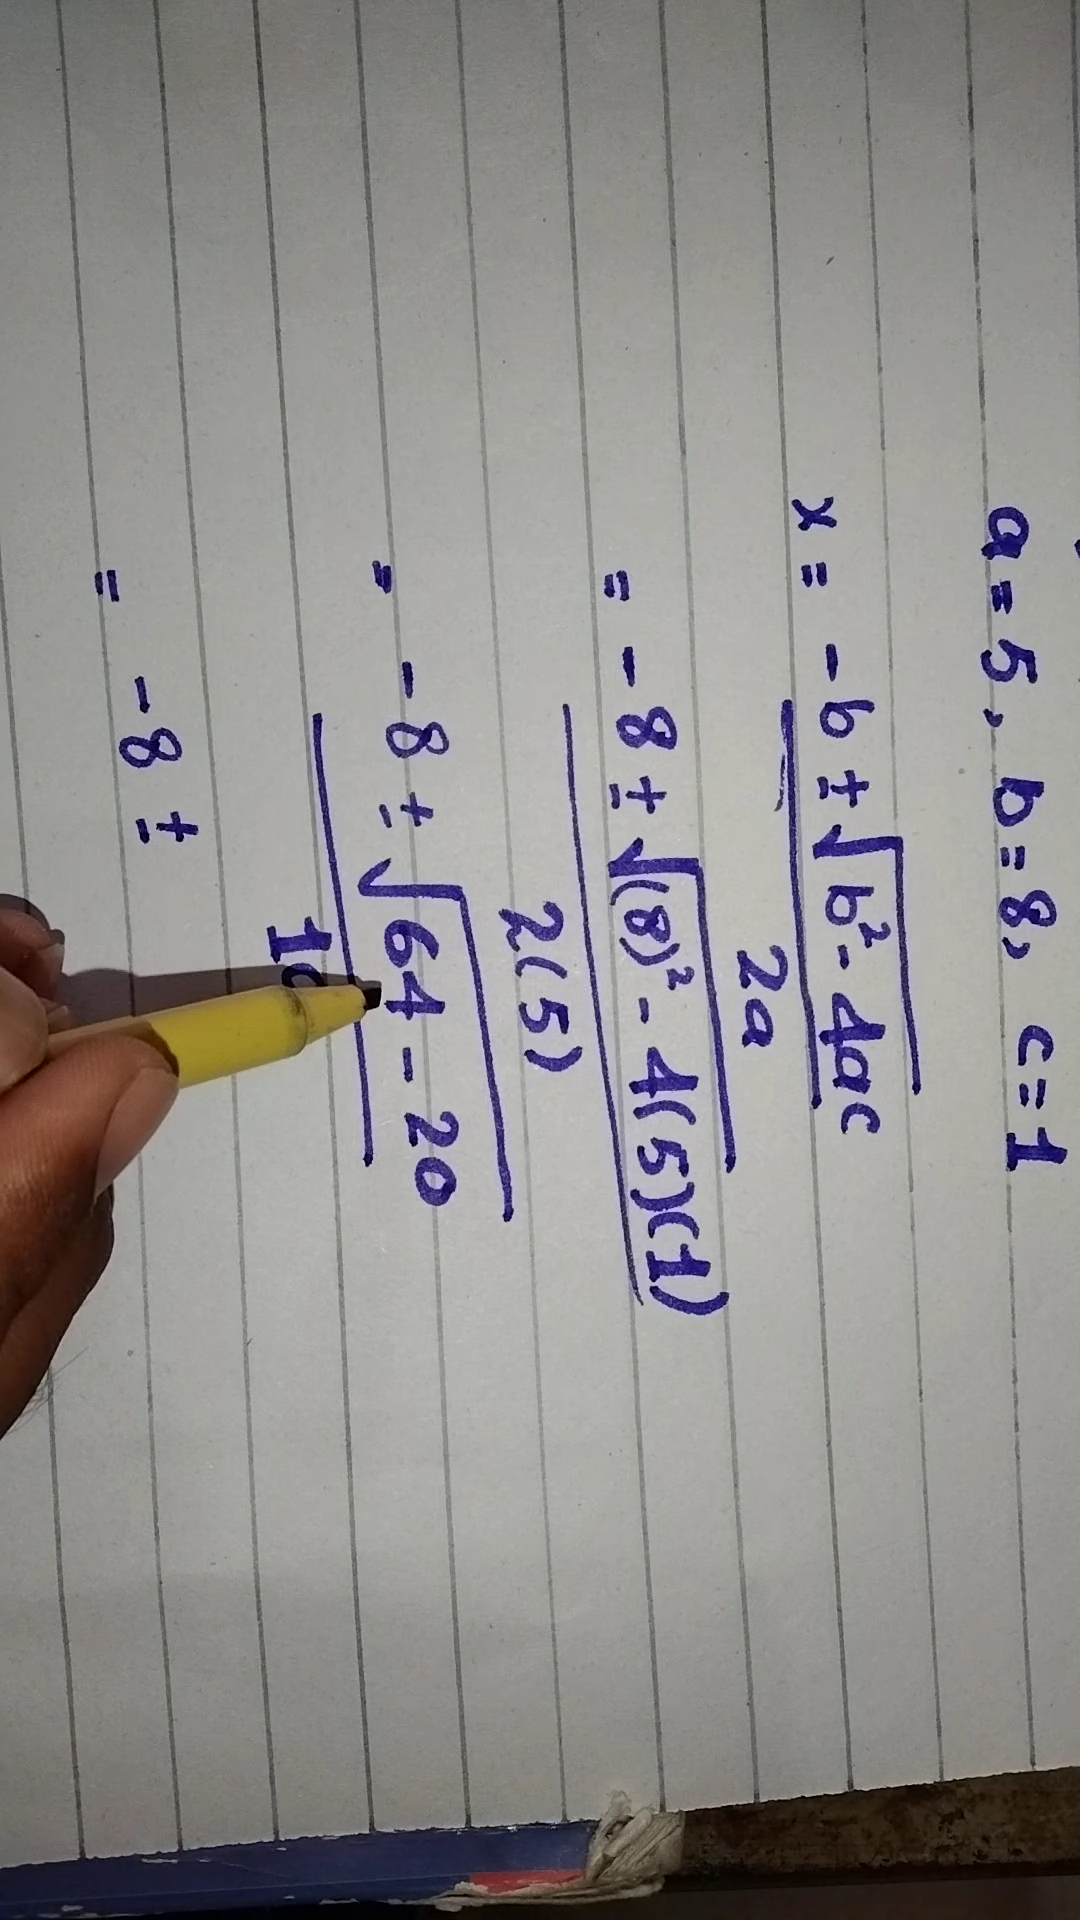 a = 5, b = 8, c = 1
x = -b ± √b² - 4ac
2a
= -8 ± √(8)² - 4(5)(1)
2(5)
= -8 ± √64 - 20
= -8 ±